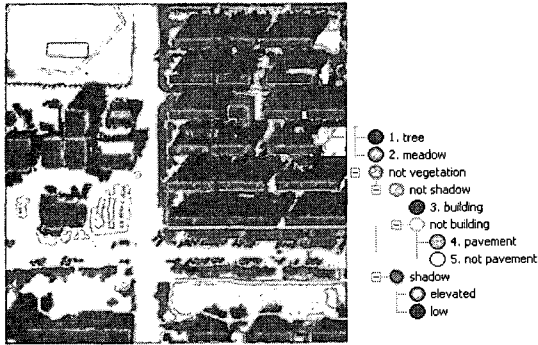 1. tree
2. meadow
not vegetation
not shadow
3. building
not building
4. pavement
5. not pavement
shadow
elevated
low